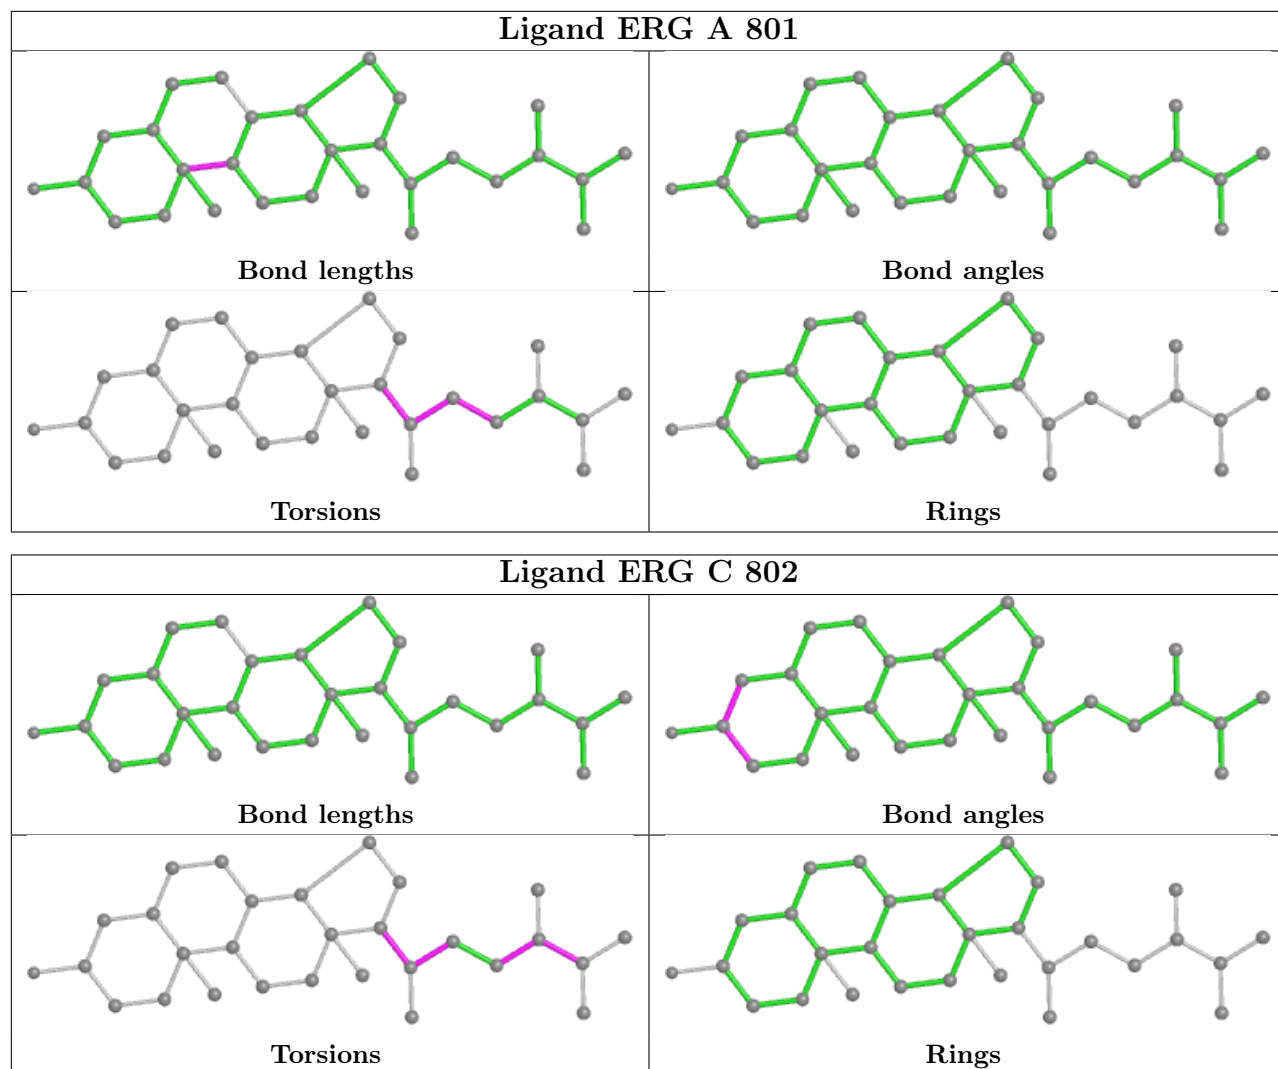 Ligand ERG A 801
Bond lengths
Bond angles
Torsions
Rings
Ligand ERG C 802
Bond lengths
Bond angles
Torsions
Rings